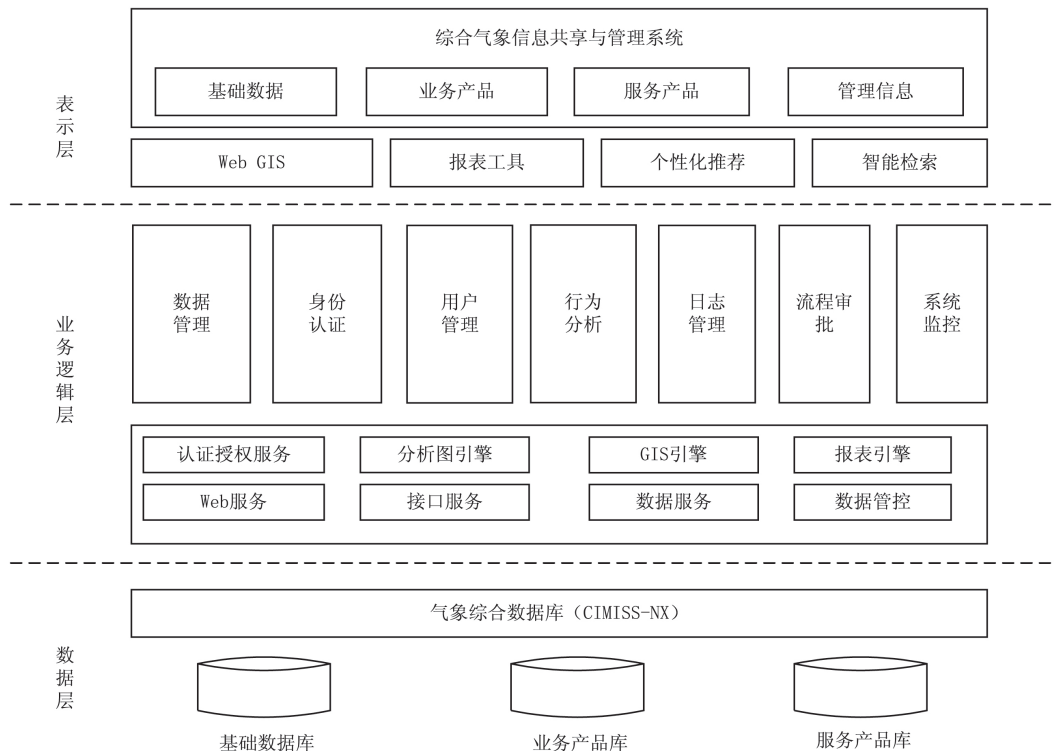 综合气象信息共享与管理系统
基础数据
业务产品
服务产品
管理信息
表示层
Web GIS
报表工具
个性化推荐
智能检索
业务逻辑层
数据
管理
身份
认证
用户
管理
行为
分析
日志
管理
流程审
批
系统
监控
认证授权服务
分析图引擎
GIS引擎
报表引擎
Web服务
接口服务
数据服务
数据管控
数据层
气象综合数据库（CIMISS-NX）
基础数据库
业务产品库
服务产品库